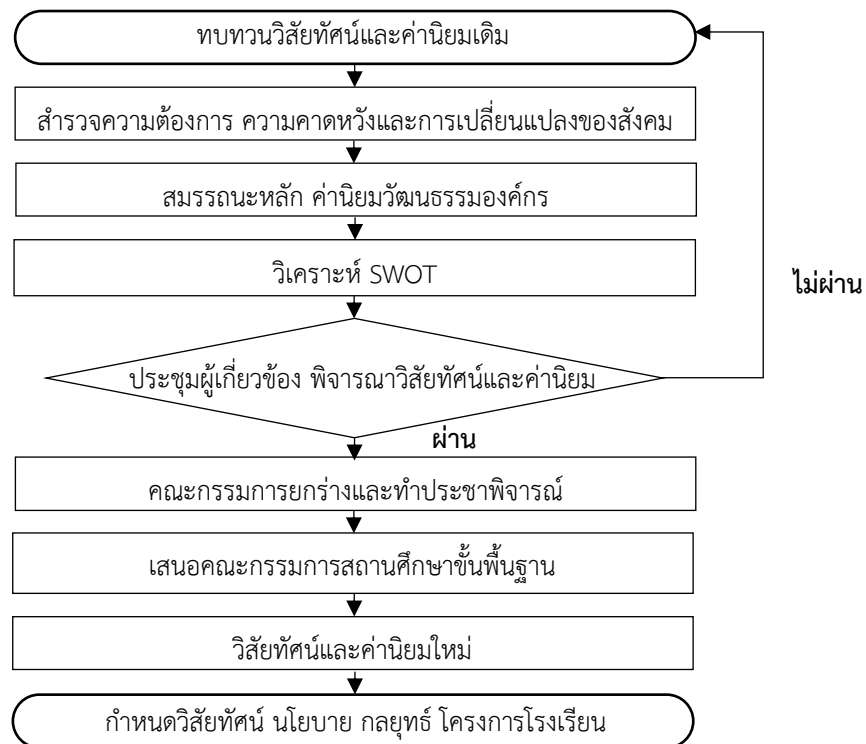 ทบทวนวิสัยทัศน์และค่านิยมเดิม
สำรวจความต้องการ ความคาดหวังและการเปลี่ยนแปลงของสังคม
สมรรถนะหลัก ค่านิยมวัฒนธรรมองค์กร
วิเคราะห์ SWOT
ไม่ผ่าน
ประชุมผู้เกี่ยวข้อง พิจารณาวิสัยทัศน์และค่านิยม
ผ่าน
คณะกรรมการยกร่างและทำประชาพิจารณ์
เสนอคณะกรรมการสถานศึกษาขั้นพื้นฐาน
วิสัยทัศน์และค่านิยมใหม่
กำหนดวิสัยทัศน์ นโยบาย กลยุทธ์ โครงการโรงเรียน